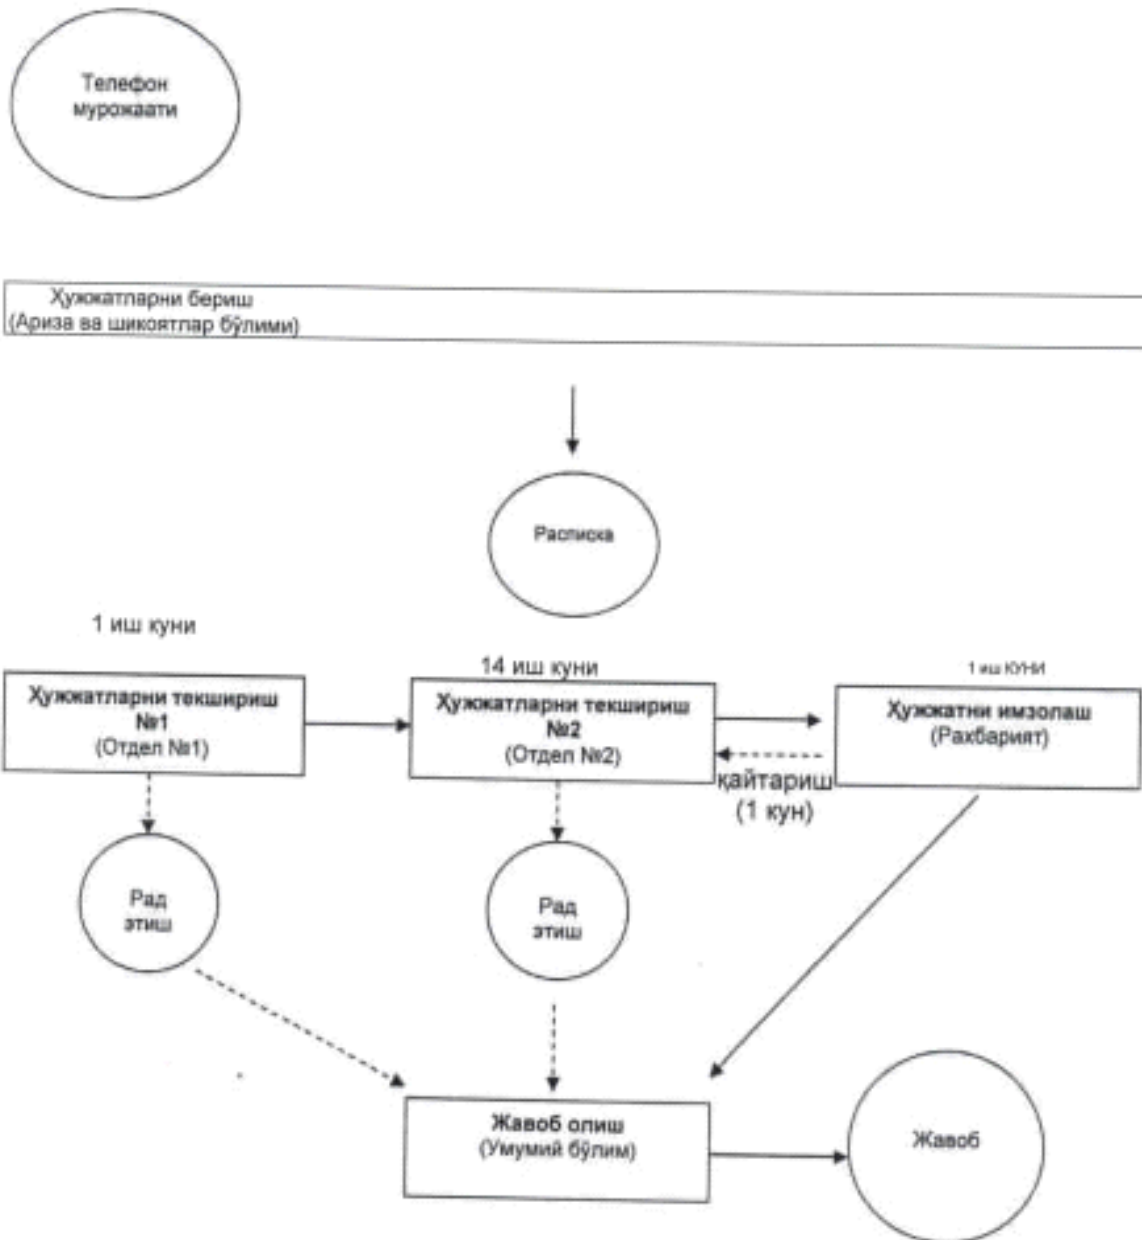 Телефон
мурожаати
Ҳужжатларни бериш
(Ариза ва шикоятлар бўлими)
Расписка
1 иш куни
14 иш куни
1 иш КУНИ
Ҳужжатларни текшириш
№1
(Отдел №1)
Ҳужжатларни текшириш
№2
(Отдел №2)
Ҳужжатни имзолаш
(Рахбарият)
қайтариш
(1 кун)
Рад
этиш
Рад
этиш
Жавоб олиш
(Умумий бўлим)
Жавоб